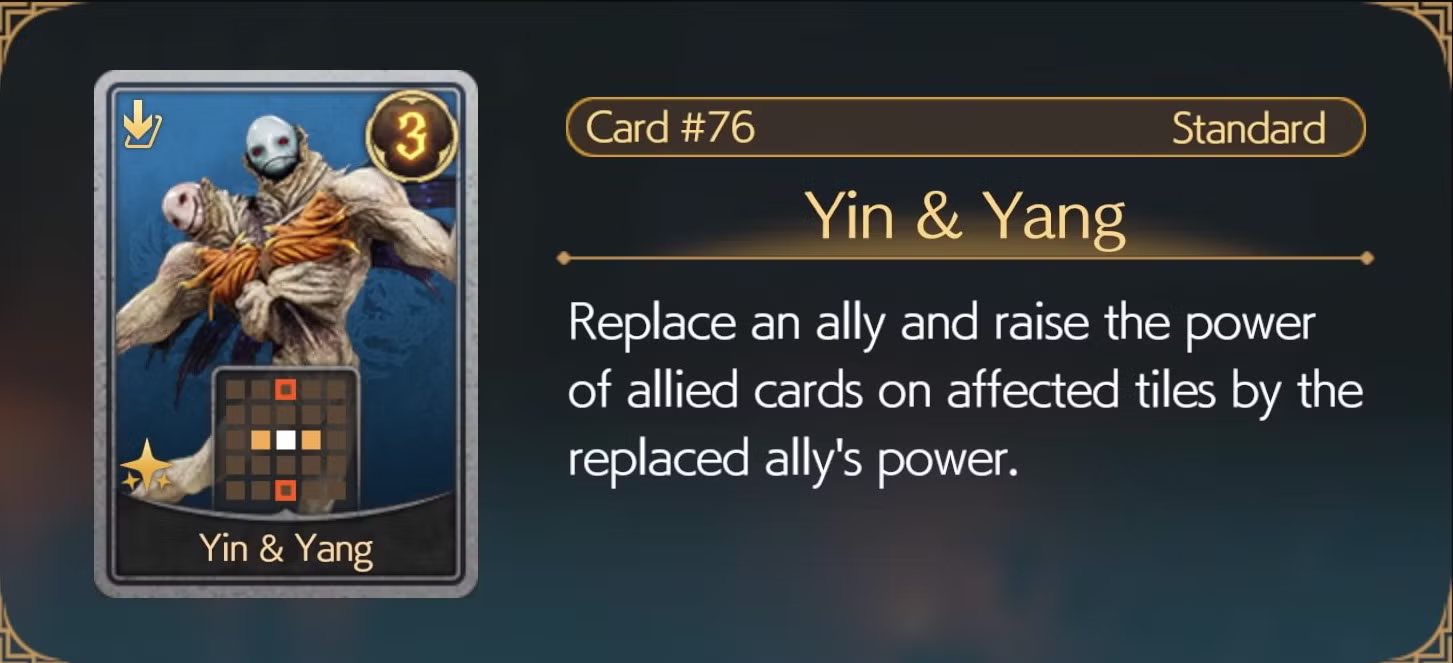 3
Yin & Yang
Card #76 Standard
Yin & Yang
Replace an ally and raise the power
of allied cards on affected tiles by the
replaced ally's power.